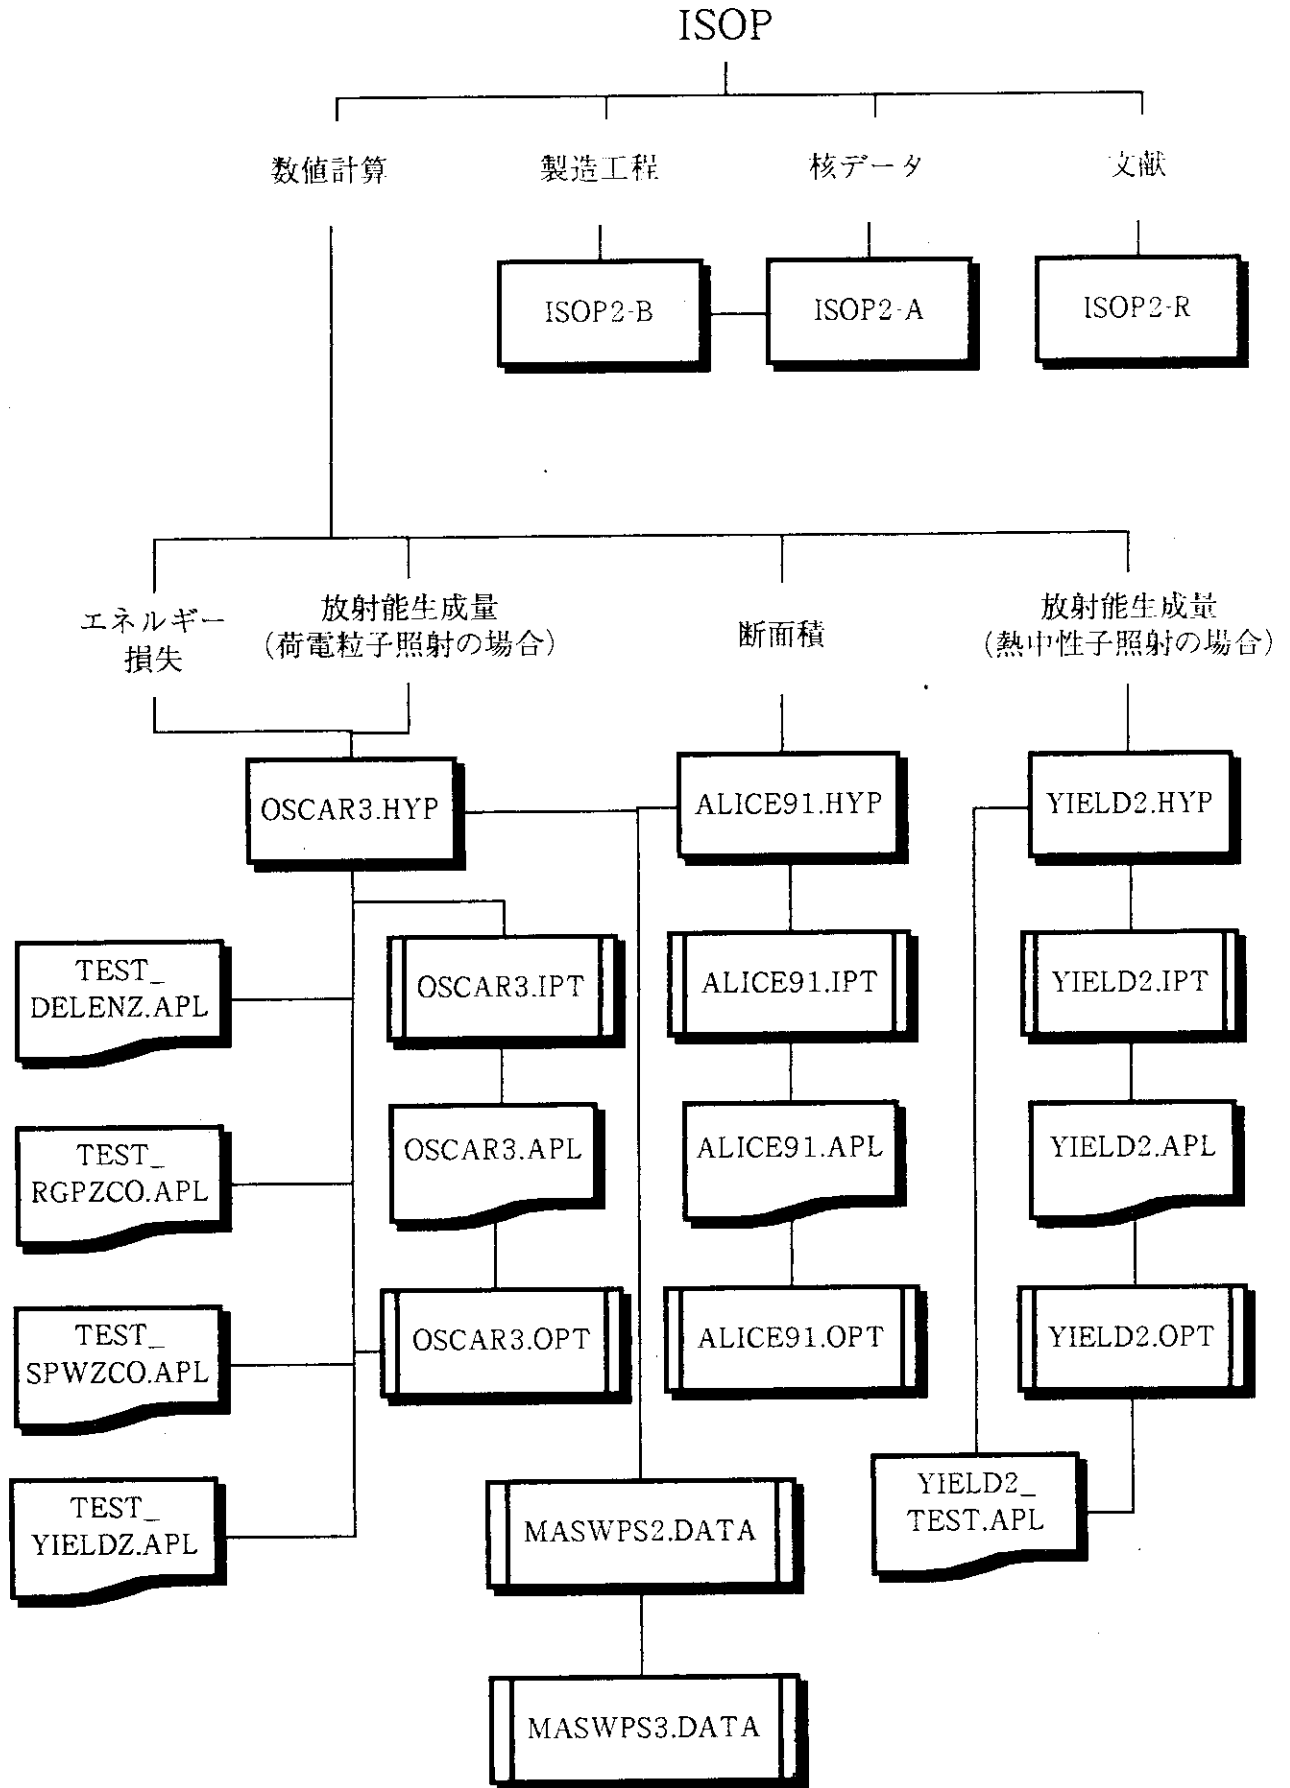 ISOP
数値計算
製造工程
核データ
文献
ISOP2-B
ISOP2-A
ISOP2-R
エネルギー
損失
放射能生成量
(荷電粒子照射の場合)
断面積
放射能生成量
(熱中性子照射の場合)
OSCAR3.HYP
ALICE91.HYP
YIELD2.HYP
TEST_
DELENZ.APL
OSCAR3.IPT
ALICE91.IPT
YIELD2.IPT
TEST_
RGPZCO.APL
OSCAR3.APL
ALICE91.APL
YIELD2.APL
TEST_
SPWZCO.APL
OSCAR3.OPT
ALICE91.OPT
YIELD2.OPT
TEST_
YIELDZ.APL
MASWPS2.DATA
YIELD2_
TEST.APL
MASWPS3.DATA